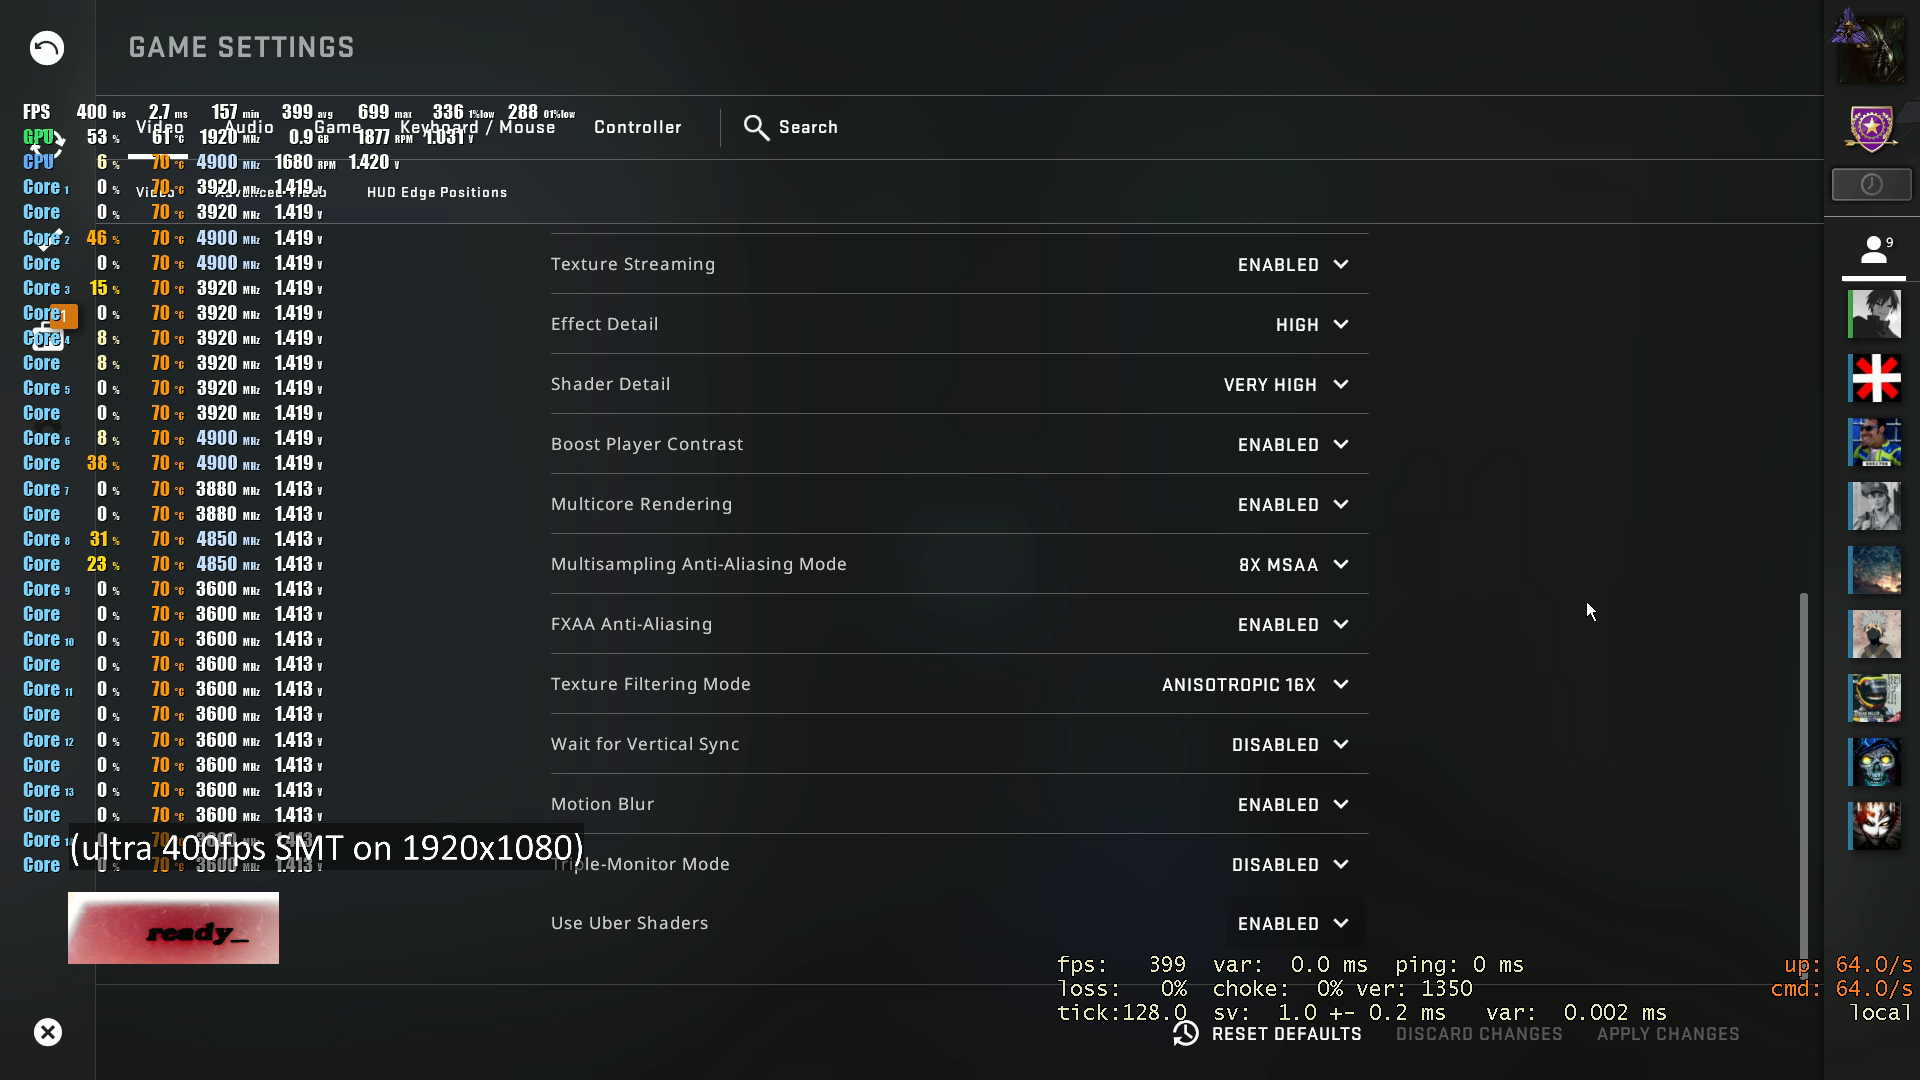 GAME SETTINGS
FPS 400 fps 2.7 ms 157 min 399 avg 699 max 336 1%low 288 01%low
Video Audio Game Keyboard / Mouse Controller Search
GPU 53 % 61 °C 1920 MHz 0.9 GB 1877 RPM 1.031 V
CPU 6 % 70 °C 4900 MHz 1680 RPM 1.420 V
Video Advanced Video HUD Edge Positions
Core 1 0 % 70 °C 3920 MHz 1.419 V
Core 0 % 70 °C 3920 MHz 1.419 V
Core 2 46 % 70 °C 4900 MHz 1.419 V
Core 0 % 70 °C 4900 MHz 1.419 V
Core 3 15 % 70 °C 3920 MHz 1.419 V
Core 0 % 70 °C 3920 MHz 1.419 V
1
Core 4 8 % 70 °C 3920 MHz 1.419 V
Core 8 % 70 °C 3920 MHz 1.419 V
Core 5 0 % 70 °C 3920 MHz 1.419 V
Core 0 % 70 °C 3920 MHz 1.419 V
Core 6 8 % 70 °C 4900 MHz 1.419 V
Core 38 % 70 °C 4900 MHz 1.419 V
Core 7 0 % 70 °C 3880 MHz 1.413 V
Core 0 % 70 °C 3880 MHz 1.413 V
Core 8 31 % 70 °C 4850 MHz 1.413 V
Core 23 % 70 °C 4850 MHz 1.413 V
Core 9 0 % 70 °C 3600 MHz 1.413 V
Core 0 % 70 °C 3600 MHz 1.413 V
Core 10 0 % 70 °C 3600 MHz 1.413 V
Core 0 % 70 °C 3600 MHz 1.413 V
Core 11 0 % 70 °C 3600 MHz 1.413 V
Core 0 % 70 °C 3600 MHz 1.413 V
Core 12 0 % 70 °C 3600 MHz 1.413 V
Core 0 % 70 °C 3600 MHz 1.413 V
Core 13 0 % 70 °C 3600 MHz 1.413 V
Core 0 % 70 °C 3600 MHz 1.413 V
Core
(ultra 400fps SMT on 1920x1080)
Core 0 % 70 °C 3600 MHz 1.413 V
ready_
Texture Streaming ENABLED
Effect Detail HIGH
Shader Detail VERY HIGH
Boost Player Contrast ENABLED
Multicore Rendering ENABLED
Multisampling Anti-Aliasing Mode 8X MSAA
FXAA Anti-Aliasing ENABLED
Texture Filtering Mode ANISOTROPIC 16X
Wait for Vertical Sync DISABLED
Motion Blur ENABLED
Triple-Monitor Mode DISABLED
Use Uber Shaders ENABLED
9
fps: 399 var: 0.0 ms ping: 0 ms up: 64.0/s
loss: 0% choke: 0% ver: 1350 cmd: 64.0/s
tick:128.0 sv: 1.0 +- 0.2 ms var: 0.002 ms local
RESET DEFAULTS DISCARD CHANGES APPLY CHANGES